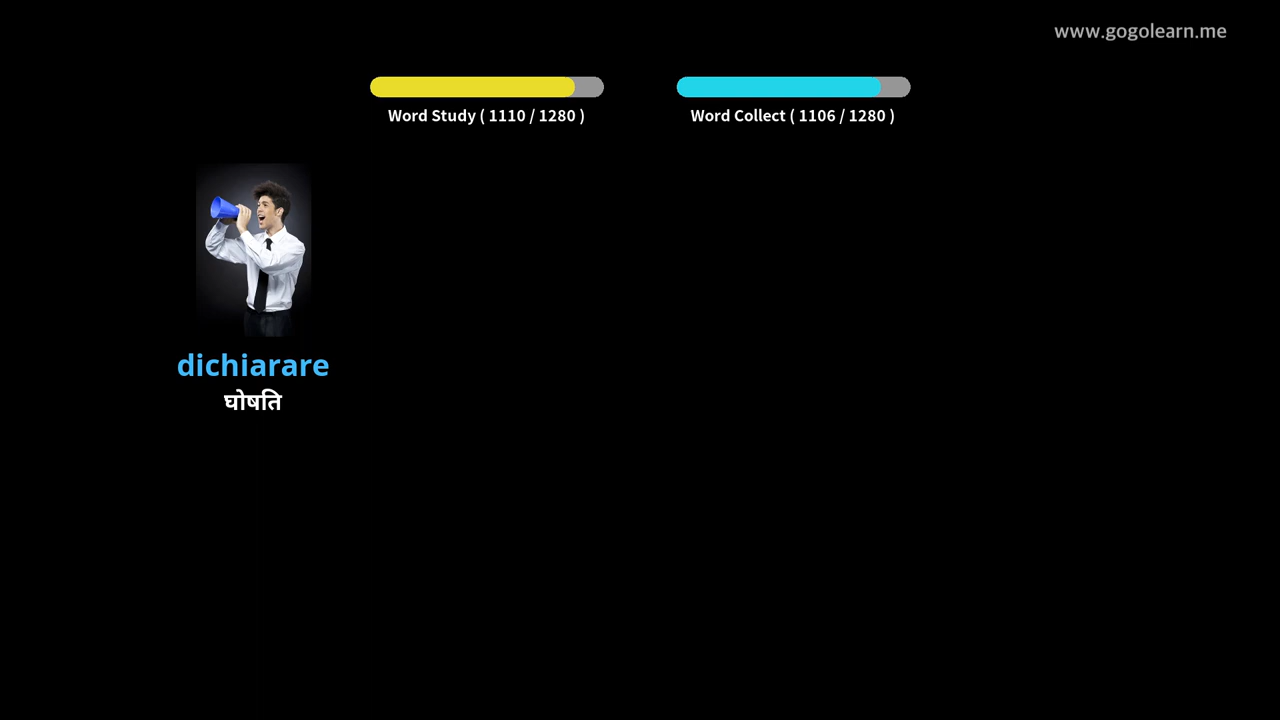 www.gogolearn.me
Word Study ( 1110 / 1280 )
Word Collect ( 1106 / 1280 )
dichiarare
घोषति